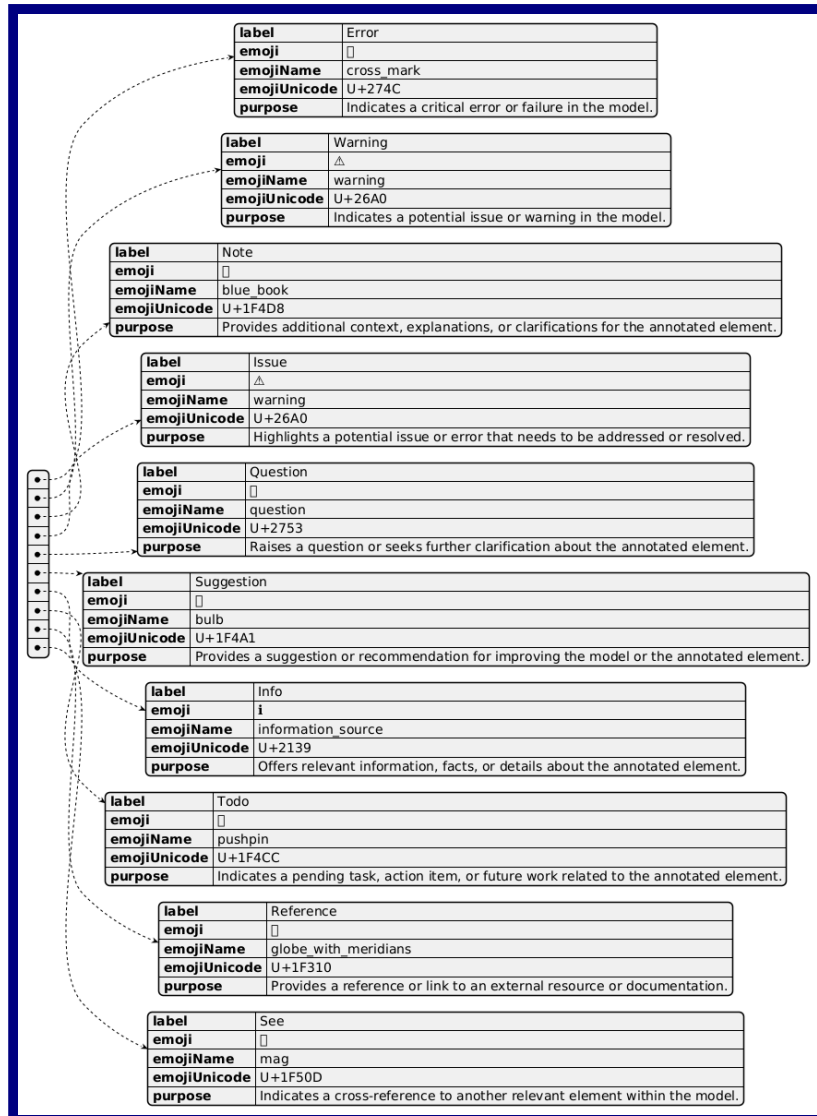 label Error
emoji
emojiName cross_mark
emojiUnicode U+274C
purpose Indicates a critical error or failure in the model.
label Warning
emoji ⚠
emojiName warning
emojiUnicode U+26A0
purpose Indicates a potential issue or warning in the model.
label Note
emoji
emojiName blue_book
emojiUnicode U+1F4D8
purpose Provides additional context, explanations, or clarifications for the annotated element.
label Issue
emoji ⚠
emojiName warning
emojiUnicode U+26A0
purpose Highlights a potential issue or error that needs to be addressed or resolved.
label Question
emoji
emojiName question
emojiUnicode U+2753
purpose Raises a question or seeks further clarification about the annotated element.
label Suggestion
emoji
emojiName bulb
emojiUnicode U+1F4A1
purpose Provides a suggestion or recommendation for improving the model or the annotated element.
label Info
emoji ℹ
emojiName information_source
emojiUnicode U+2139
purpose Offers relevant information, facts, or details about the annotated element.
label Todo
emoji
emojiName pushpin
emojiUnicode U+1F4CC
purpose Indicates a pending task, action item, or future work related to the annotated element.
label Reference
emoji
emojiName globe_with_meridians
emojiUnicode U+1F310
purpose Provides a reference or link to an external resource or documentation.
label See
emoji
emojiName mag
emojiUnicode U+1F50D
purpose Indicates a cross-reference to another relevant element within the model.